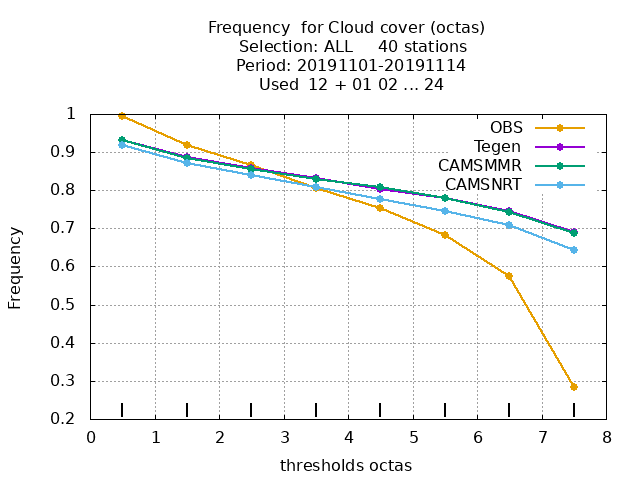 Frequency  for Cloud cover (octas)
Selection: ALL     40 stations
Period: 20191101-20191114
Used 12 + 01 02 ... 24
OBS
Tegen
CAMSMMR
CAMSNRT
1
0.9
0.8
0.7
0.6
0.5
0.4
0.3
0.2
Frequency
0 1 2 3 4 5 6 7 8
thresholds octas